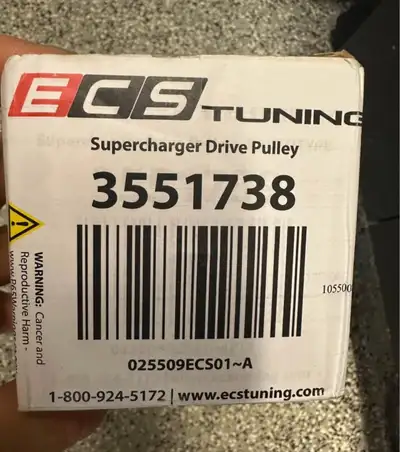 ECS TUNING
Supercharger Drive Pulley
3551738
WARNING: Cancer and
Reproductive Harm -
105500
025509ECS01~A
1-800-924-5172 | www.ecstuning.com